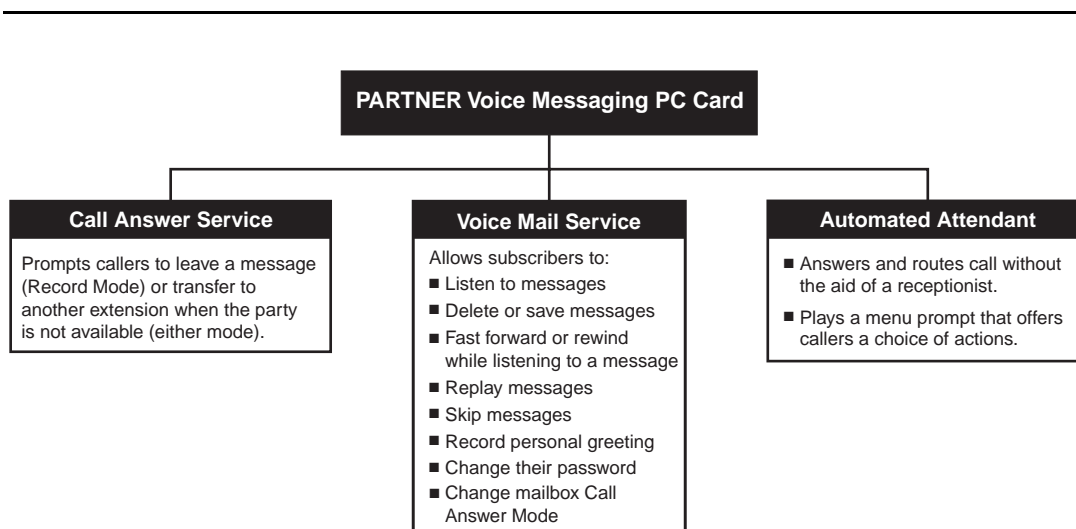 PARTNER Voice Messaging PC Card
Call Answer Service
Prompts callers to leave a message
(Record Mode) or transfer to
another extension when the party
is not available (either mode).
Voice Mail Service
Allows subscribers to:
■ Listen to messages
■ Delete or save messages
■ Fast forward or rewind
while listening to a message
■ Replay messages
■ Skip messages
■ Record personal greeting
■ Change their password
■ Change mailbox Call
Answer Mode
Automated Attendant
■ Answers and routes call without
the aid of a receptionist.
■ Plays a menu prompt that offers
callers a choice of actions.